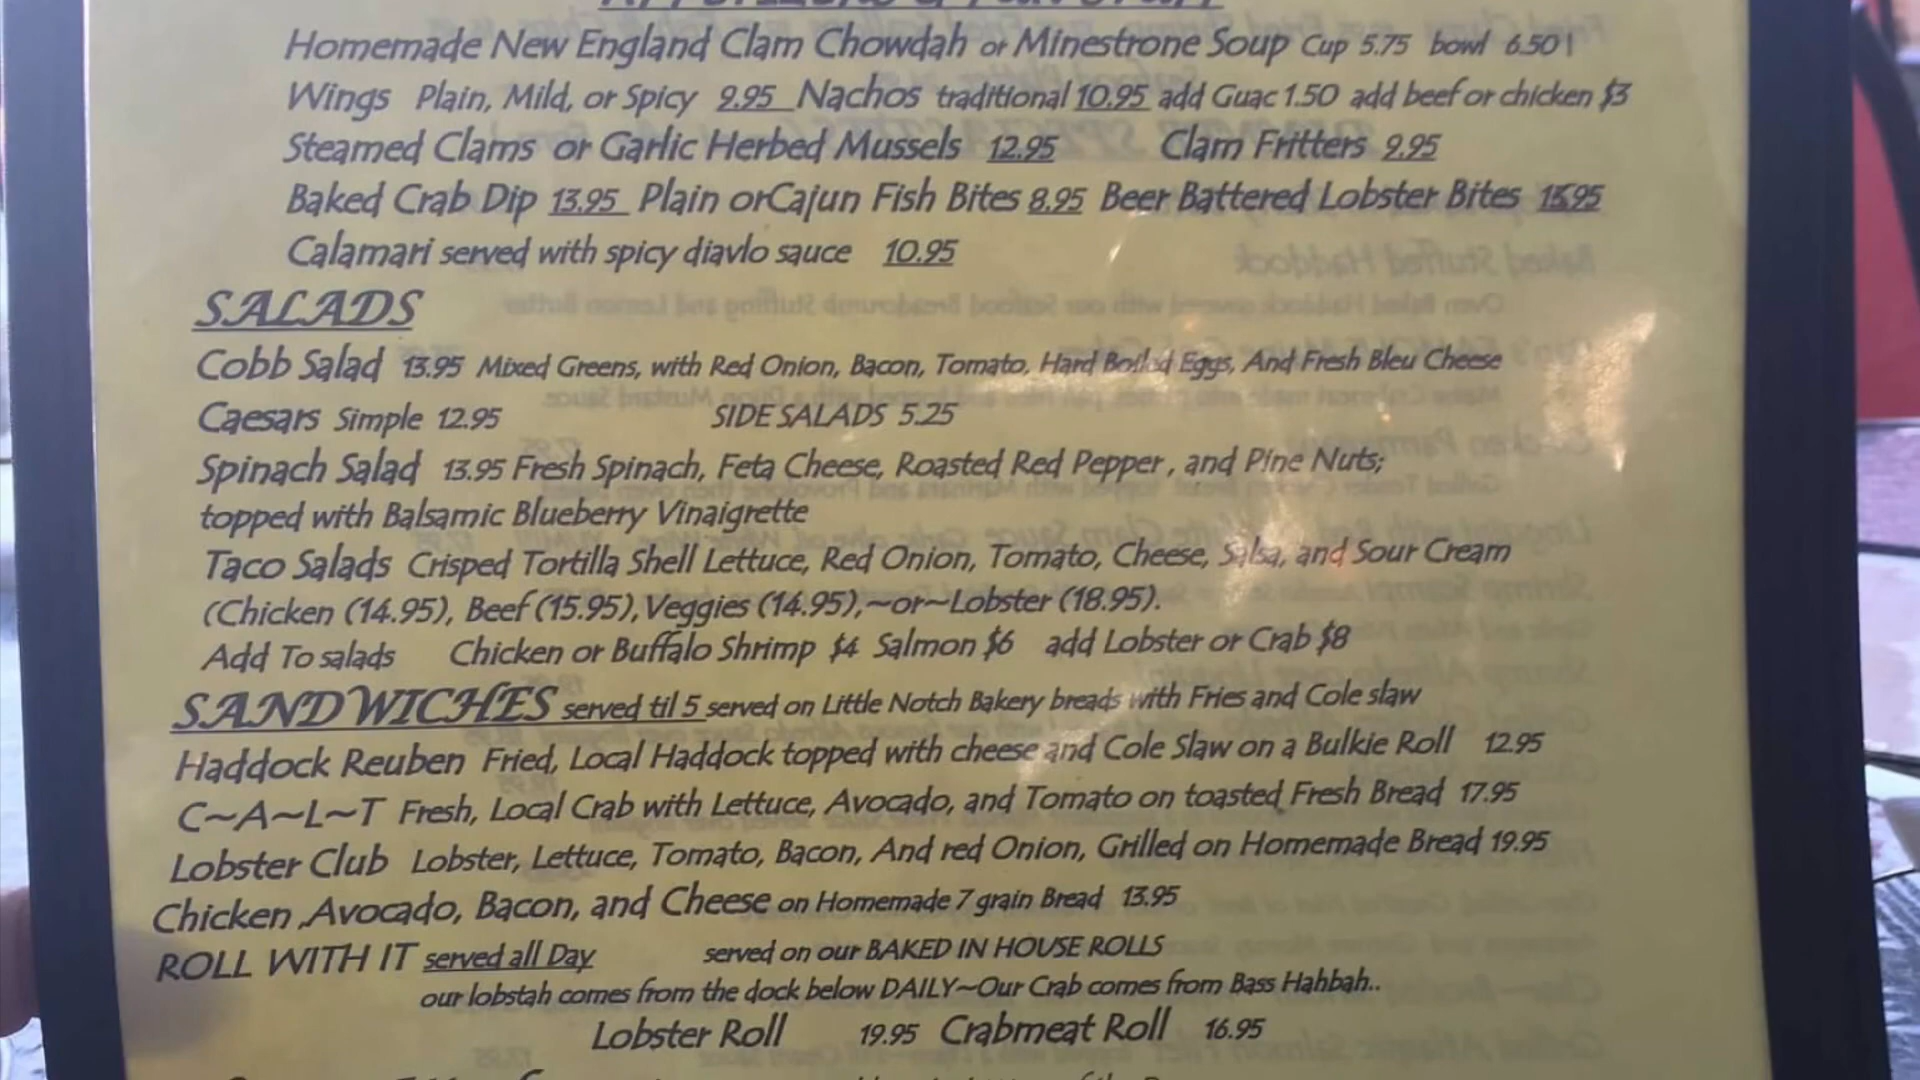 Homemade New England Clam Chowdah or Minestrone Soup Cup 5.75 bowl 6.50
Wings Plain, Mild, or Spicy 9.95 Nachos traditional 10.95 add Guac 1.50 add beef or chicken $3
Steamed Clams or Garlic Herbed Mussels 12.95 Clam Fritters 9.95
Baked Crab Dip 13.95 Plain orCajun Fish Bites 8.95 Beer Battered Lobster Bites
Calamari served with spicy diavlo sauce 10.95
SALADS
Cobb Salad 13.95 Mixed Greens, with Red Onion, Bacon, Tomato, Hard Boiled Eggs, And Fresh Bleu Cheese
Caesars Simple 12.95 SIDE SALADS 5.25
Spinach Salad 13.95 Fresh Spinach, Feta Cheese, Roasted Red Pepper, and Pine Nuts;
topped with Balsamic Blueberry Vinaigrette
Taco Salads Crisped Tortilla Shell Lettuce, Red Onion, Tomato, Cheese, Salsa, and Sour Cream
(Chicken (14.95), Beef (15.95), Veggies (14.95),~or~Lobster (18.95).
Add To salads Chicken or Buffalo Shrimp $4 Salmon $6 add Lobster or Crab $8
SANDWICHES served til 5 served on Little Notch Bakery breads with Fries and Cole slaw
Haddock Reuben Fried, Local Haddock topped with cheese and Cole Slaw on a Bulkie Roll 12.95
C~A~L~T Fresh, Local Crab with Lettuce, Avocado, and Tomato on toasted Fresh Bread 17.95
Lobster Club Lobster, Lettuce, Tomato, Bacon, And red Onion, Grilled on Homemade Bread 19.95
Chicken ,Avocado, Bacon, and Cheese on Homemade 7 grain Bread 13.95
ROLL WITH IT served all Day served on our BAKED IN HOUSE ROLLS
our lobstah comes from the dock below DAILY~Our Crab comes from Bass Hahbah..
Lobster Roll 19.95 Crabmeat Roll 16.95